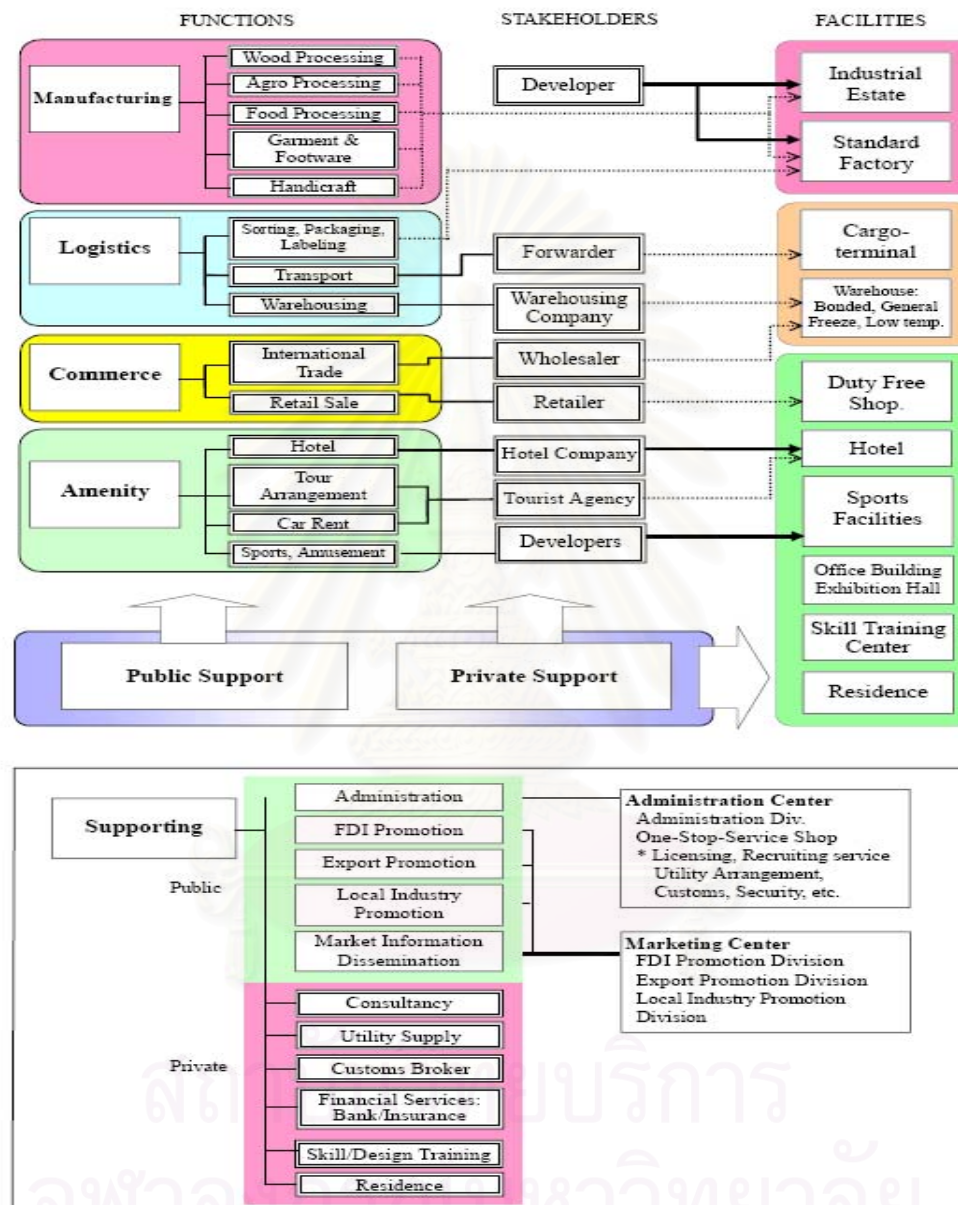 FUNCTIONS
STAKEHOLDERS
FACILITIES
Manufacturing
Wood Processing
Agro Processing
Food Processing
Garment &
Footware
Handicraft
Developer
Industrial
Estate
Standard
Factory
Logistics
Sorting, Packaging,
Labeling
Transport
Warehousing
Forwarder
Warehousing
Company
Cargo-
terminal
Warehouse:
Bonded, General
Freeze, Low temp.
Commerce
International
Trade
Retail Sale
Wholesaler
Retailer
Duty Free
Shop.
Amenity
Hotel
Tour
Arrangement
Car Rent
Sports, Amusement
Hotel Company
Tourist Agency
Developers
Hotel
Sports
Facilities
Office Building
Exhibition Hall
Skill Training
Center
Residence
Public Support
Private Support
Supporting
Public
Administration
FDI Promotion
Export Promotion
Local Industry
Promotion
Market Information
Dissemination
Administration Center
Administration Div.
One-Stop-Service Shop
* Licensing, Recruiting service
Utility Arrangement,
Customs, Security, etc.
Marketing Center
FDI Promotion Division
Export Promotion Division
Local Industry Promotion
Division
Private
Consultancy
Utility Supply
Customs Broker
Financial Services:
Bank/Insurance
Skill/Design Training
Residence